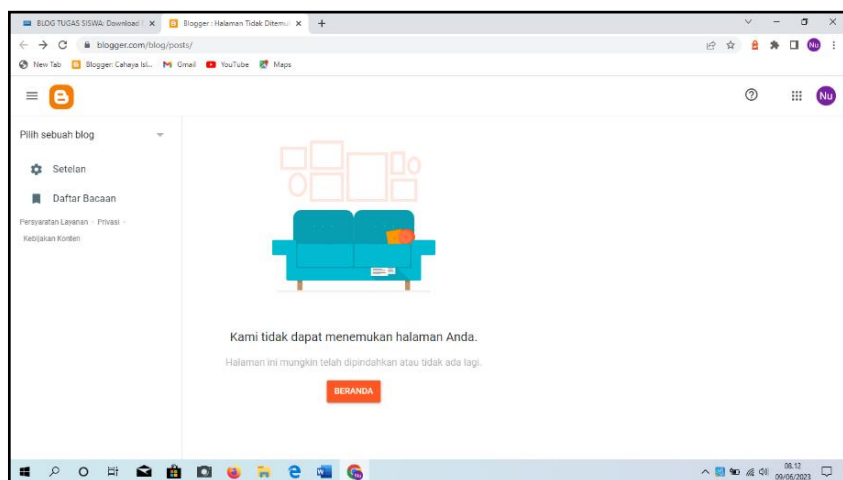 BLOG TUGAS SISWA: Download
Blogger : Halaman Tidak Ditemu
blogger.com/blog/posts/
Nu
New Tab
Blogger: Cahaya Isl...
Gmail
YouTube
Maps
Nu
Pilih sebuah blog
Setelan
Daftar Bacaan
Persyaratan Layanan · Privasi ·
Kebijakan Konten
Kami tidak dapat menemukan halaman Anda.
Halaman ini mungkin telah dipindahkan atau tidak ada lagi.
BERANDA
08.12
09/06/2023